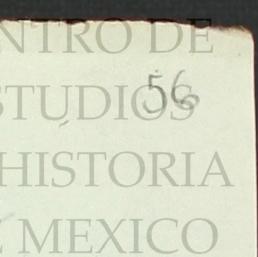 NTRO DE
STUDIOS
56
HISTORIA
MEXICO